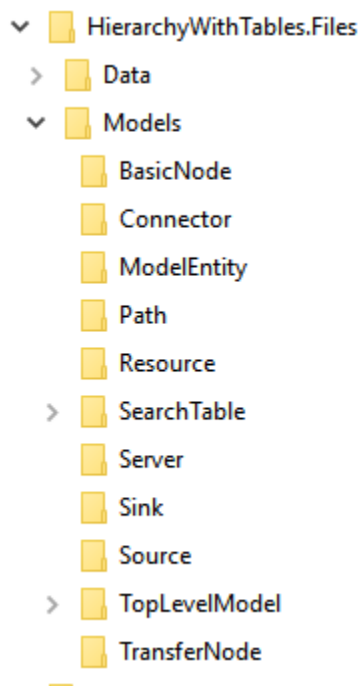 HierarchyWithTables.Files
Data
Models
BasicNode
Connector
ModelEntity
Path
Resource
SearchTable
Server
Sink
Source
TopLevelModel
TransferNode